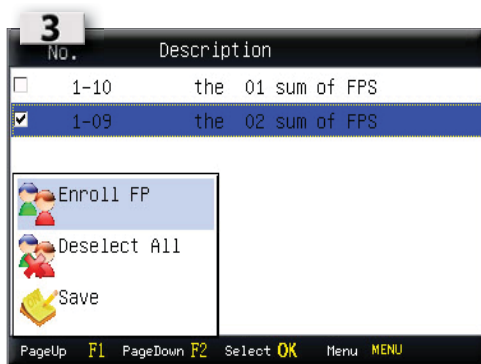 3
No. Description
1-10 the 01 sum of FPS
1-09 the 02 sum of FPS
Enroll FP
Deselect All
Save
PageUp F1 PageDown F2 Select OK Menu MENU